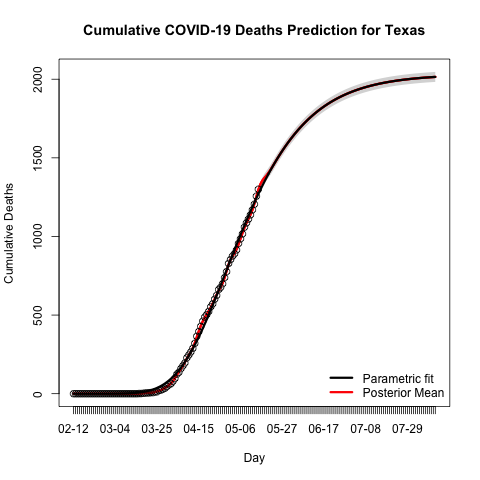 Cumulative COVID-19 Deaths Prediction for Texas
Cumulative Deaths
2000
1500
1000
500
0
Parametric fit
Posterior Mean
02-12 03-04 03-25 04-15 05-06 05-27 06-17 07-08 07-29
Day